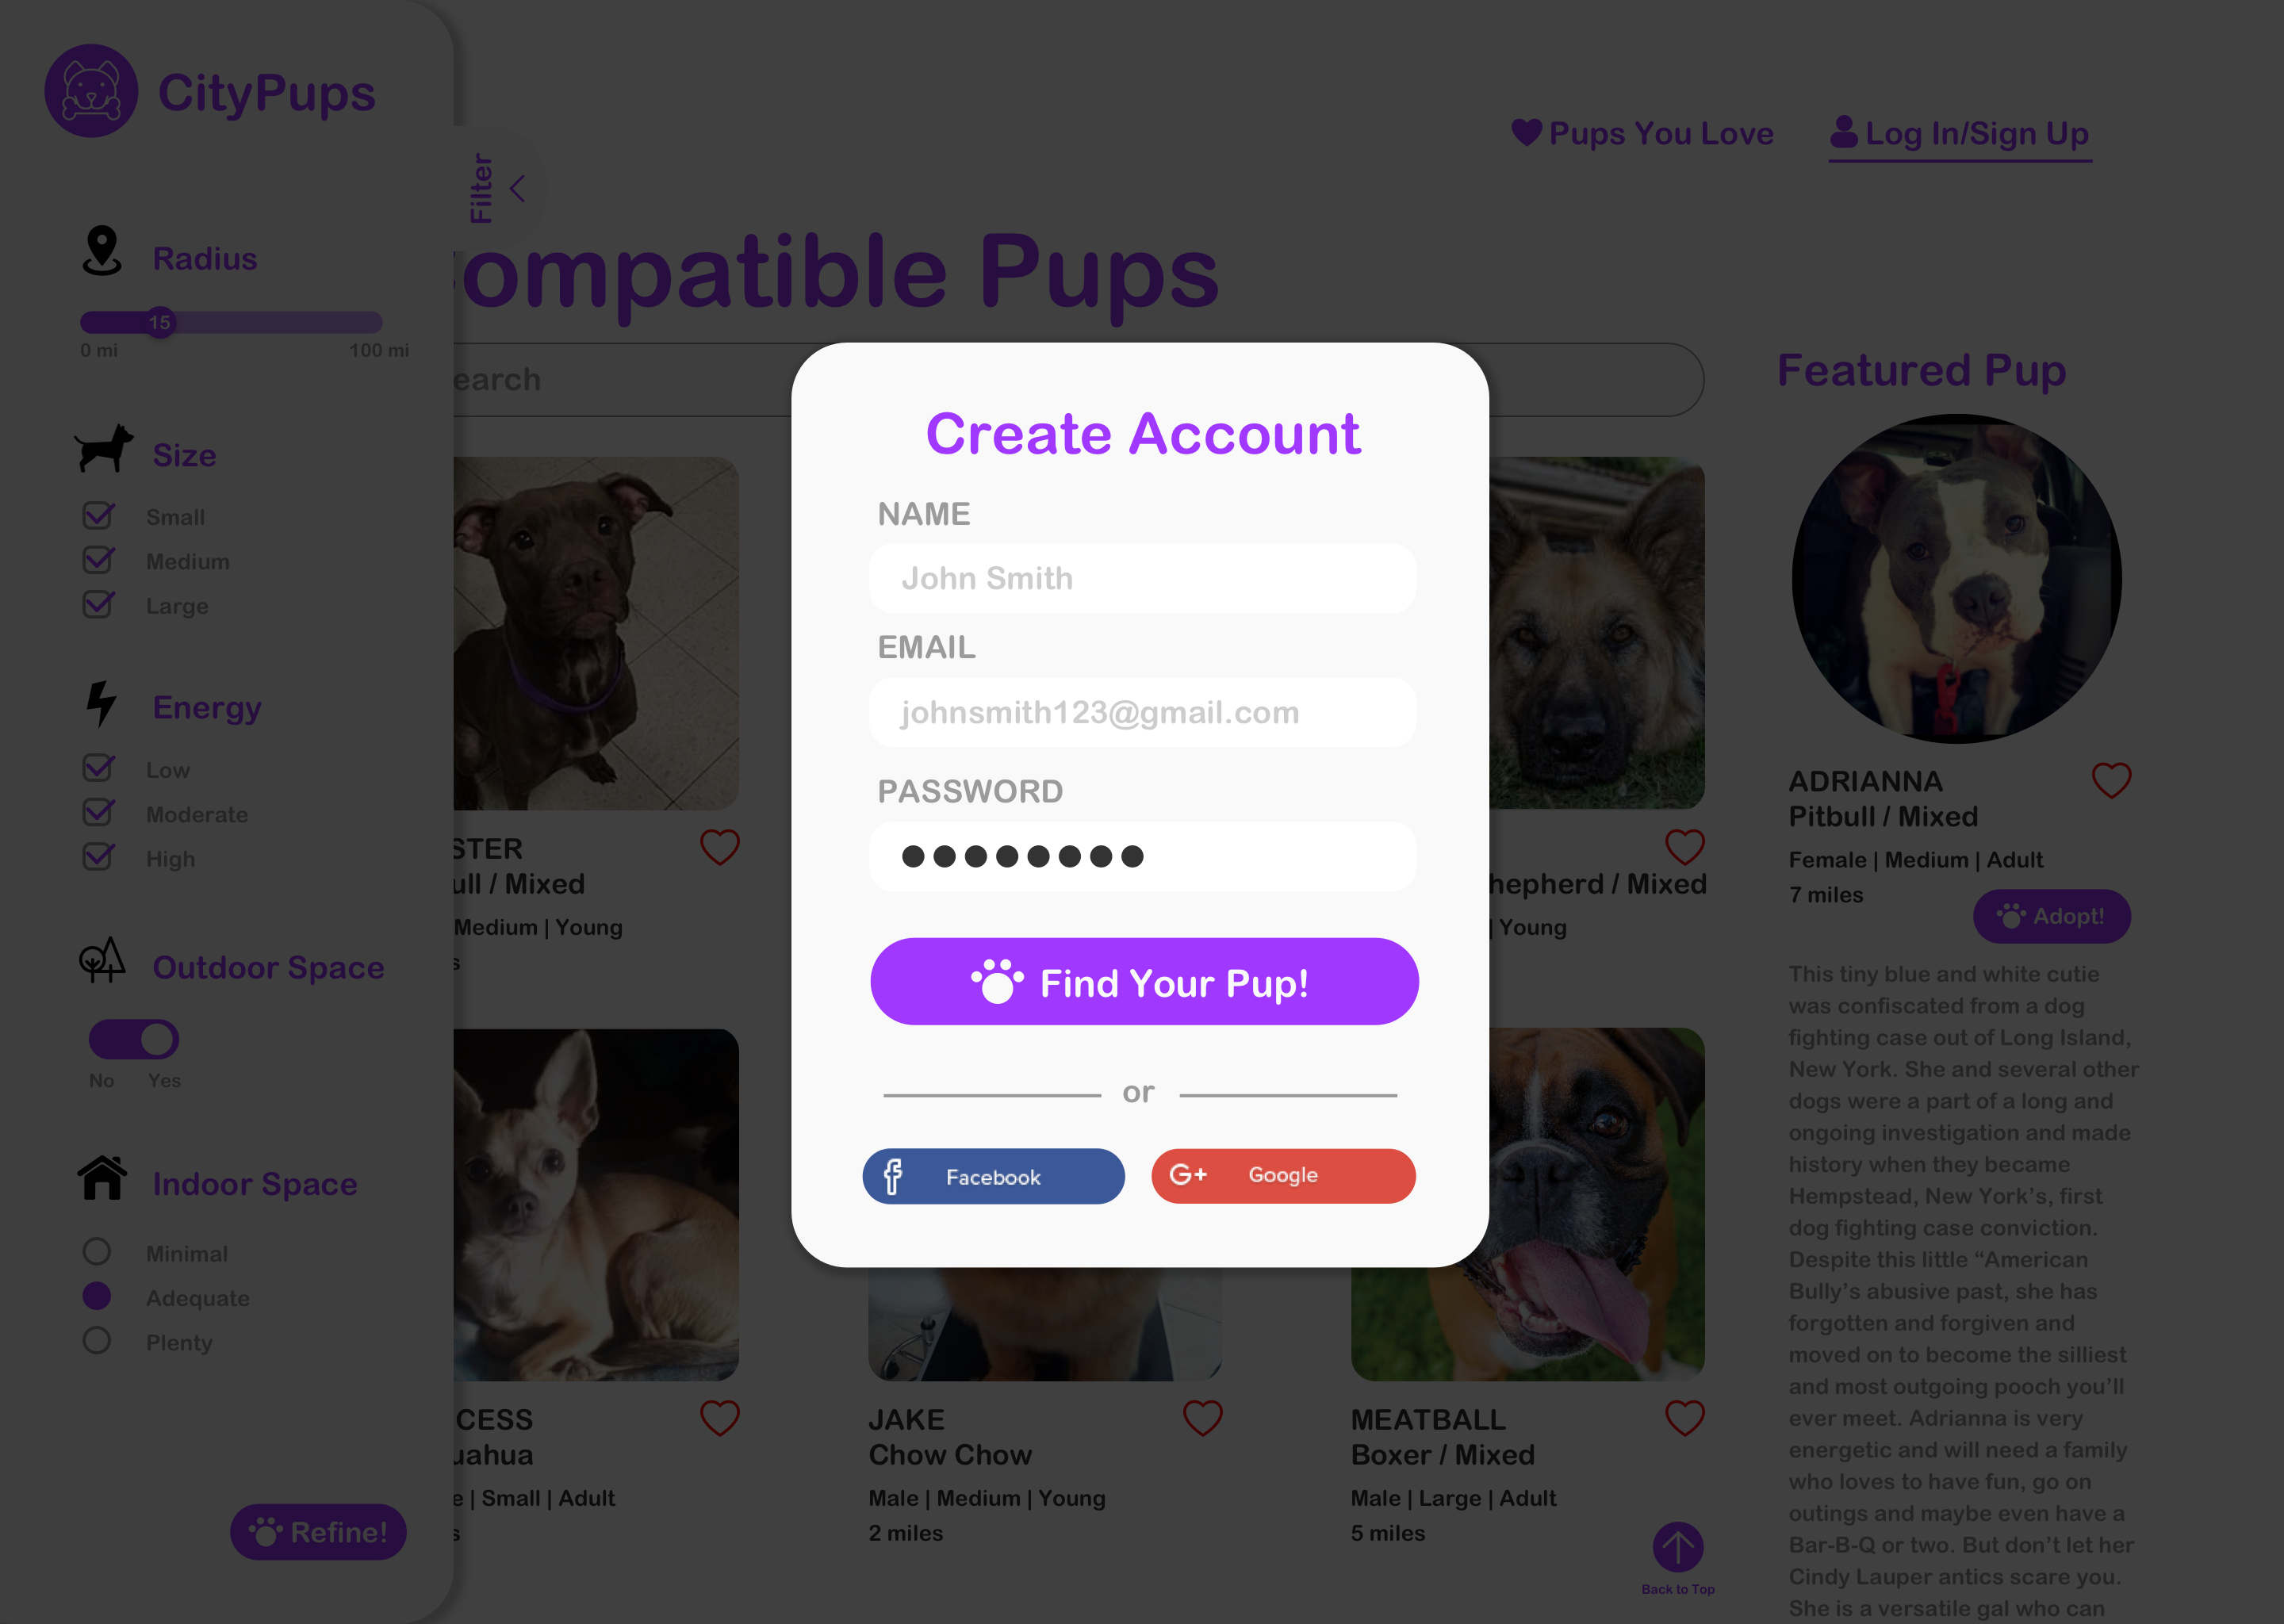 CityPups
Filter
Pups You Love
Log In/Sign Up
ompatible Pups
Radius
15
0 mi
100 mi
Size
Small
Medium
Large
Energy
Low
Moderate
High
Outdoor Space
No
Yes
Indoor Space
Minimal
Adequate
Plenty
Refine!
earch
STER
ull / Mixed
Medium | Young
s
hepherd / Mixed
| Young
CESS
uahua
e | Small | Adult
s
JAKE
Chow Chow
Male | Medium | Young
2 miles
MEATBALL
Boxer / Mixed
Male | Large | Adult
5 miles
Back to Top
Create Account
NAME
John Smith
EMAIL
johnsmith123@gmail.com
PASSWORD
Find Your Pup!
or
Facebook
G+ Google
Featured Pup
ADRIANNA
Pitbull / Mixed
Female | Medium | Adult
7 miles
Adopt!
This tiny blue and white cutie
was confiscated from a dog
fighting case out of Long Island,
New York. She and several other
dogs were a part of a long and
ongoing investigation and made
history when they became
Hempstead, New York’s, first
dog fighting case conviction.
Despite this little “American
Bully’s abusive past, she has
forgotten and forgiven and
moved on to become the silliest
and most outgoing pooch you’ll
ever meet. Adrianna is very
energetic and will need a family
who loves to have fun, go on
outings and maybe even have a
Bar-B-Q or two. But don’t let her
Cindy Lauper antics scare you.
She is a versatile gal who can